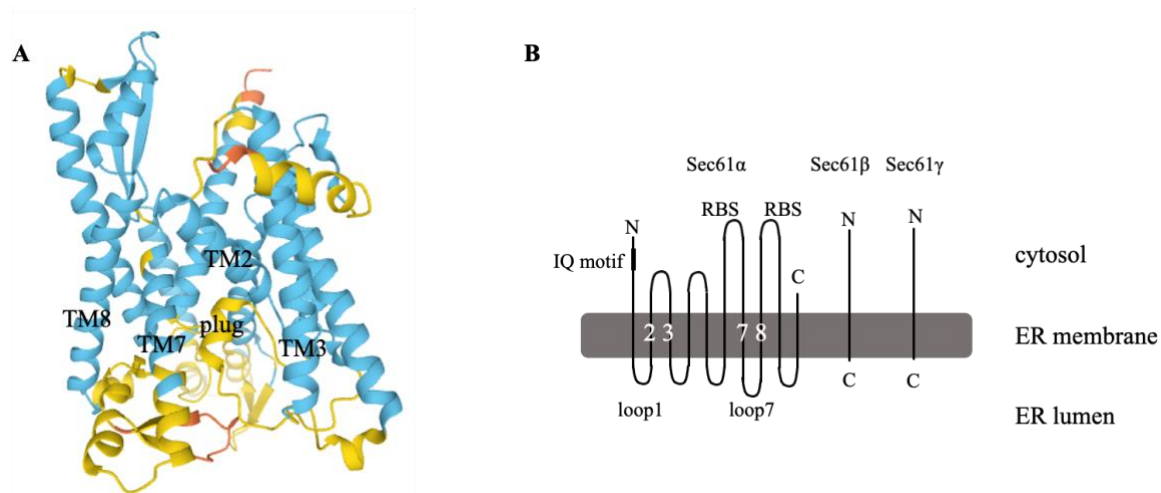 A
TM2
TM8
TM7
plug
TM3
B
Sec61α
Sec61β
Sec61γ
RBS
RBS
N
N
N
IQ motif
C
cytosol
2
3
7
8
ER membrane
C
C
loop1
loop7
ER lumen